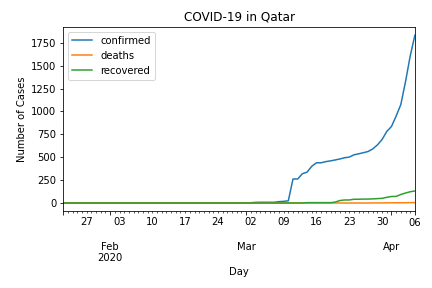 COVID-19 in Qatar
confirmed
deaths
recovered
Number of Cases
1750
1500
1250
1000
750
500
250
0
27 03 10 17 24 02 09 16 23 30 06
Feb Mar Apr
2020
Day